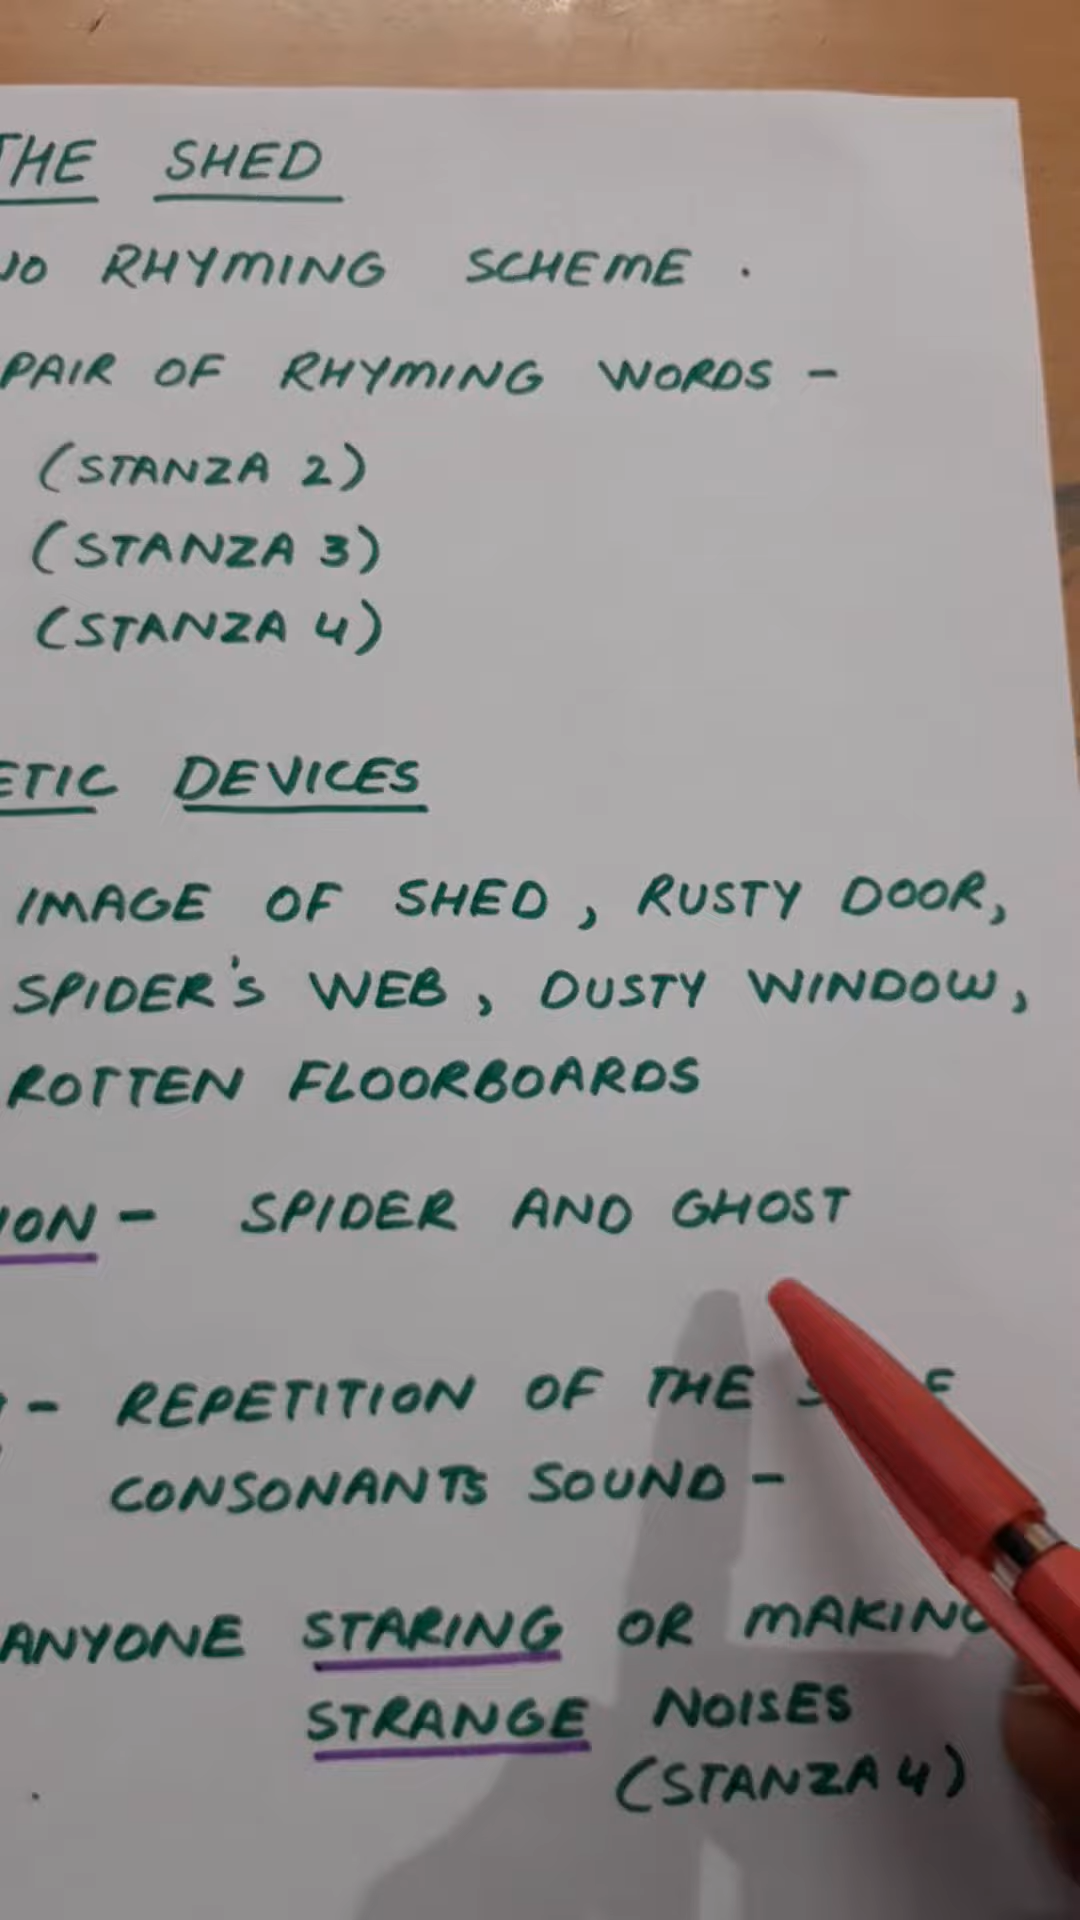 THE SHED
NO RHYMING SCHEME .
PAIR OF RHYMING WORDS -
(STANZA 2)
(STANZA 3)
(STANZA 4)
ETIC DEVICES
IMAGE OF SHED, RUSTY DOOR,
SPIDER'S WEB, DUSTY WINDOW,
ROTTEN FLOORBOARDS
ION - SPIDER AND GHOST
- REPETITION OF THE
CONSONANTS SOUND -
ANYONE STARING OR MAKING
STRANGE NOISES
(STANZA 4)